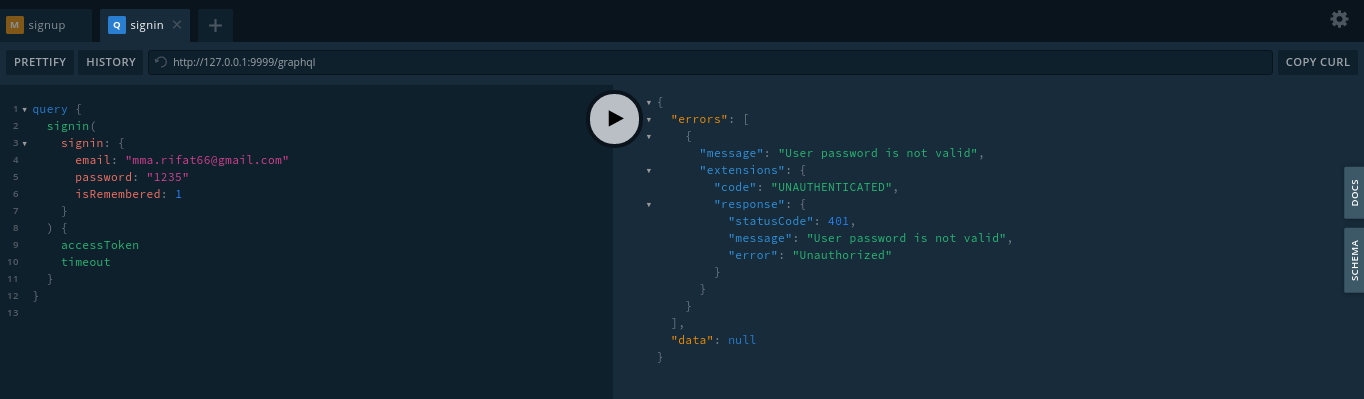 M signup
Q signin ×
+
PRETTIFY HISTORY http://127.0.0.1:9999/graphql COPY CURL
1 query {
2 signin(
3 signin: {
4 email: "mma.rifat66@gmail.com"
5 password: "1235"
6 isRemembered: 1
7 }
8 ) {
9 accessToken
10 timeout
11 }
12 }
13
{
"errors": [
{
"message": "User password is not valid",
"extensions": {
"code": "UNAUTHENTICATED",
"response": {
"statusCode": 401,
"message": "User password is not valid",
"error": "Unauthorized"
}
}
}
],
"data": null
}
DOCS
SCHEMA